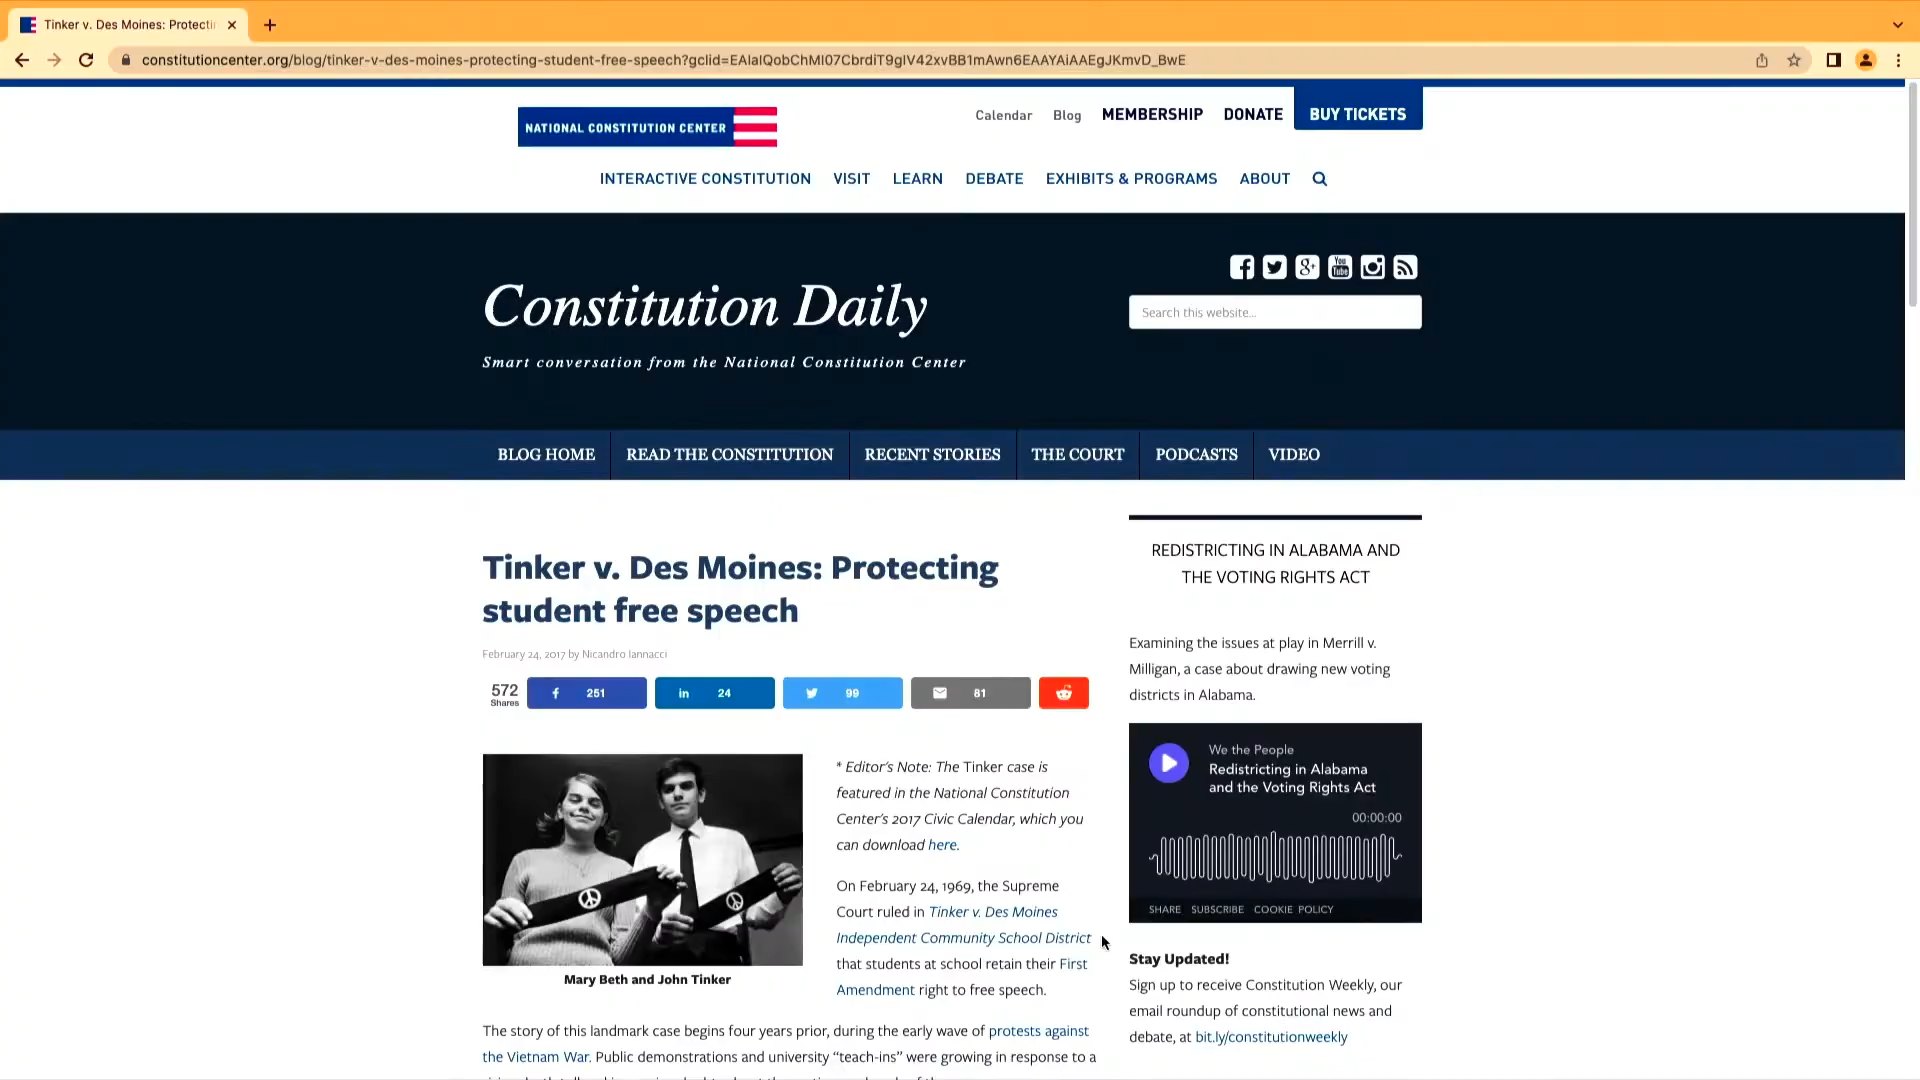 Tinker v. Des Moines: Protecti
constitutioncenter.org/blog/tinker-v-des-moines-protecting-student-free-speech?gclid=EAIaIQobChMI07CbrdiT9gIV42xvBB1mAwn6EAAYAiAAEgJKmvD_BwE
Calendar Blog MEMBERSHIP DONATE BUY TICKETS
NATIONAL CONSTITUTION CENTER
INTERACTIVE CONSTITUTION VISIT LEARN DEBATE EXHIBITS & PROGRAMS ABOUT
Constitution Daily
Smart conversation from the National Constitution Center
Search this website...
BLOG HOME READ THE CONSTITUTION RECENT STORIES THE COURT PODCASTS VIDEO
Tinker v. Des Moines: Protecting
student free speech
February 24, 2017 by Nicandro Iannacci
572
Shares
251
24
99
81
* Editor's Note: The Tinker case is
featured in the National Constitution
Center's 2017 Civic Calendar, which you
can download here.
On February 24, 1969, the Supreme
Court ruled in Tinker v. Des Moines
Independent Community School District
that students at school retain their First
Amendment right to free speech.
Mary Beth and John Tinker
The story of this landmark case begins four years prior, during the early wave of protests against
the Vietnam War. Public demonstrations and university “teach-ins” were growing in response to a
REDISTRICTING IN ALABAMA AND
THE VOTING RIGHTS ACT
Examining the issues at play in Merrill v.
Milligan, a case about drawing new voting
districts in Alabama.
We the People
Redistricting in Alabama
and the Voting Rights Act
00:00:00
SHARE SUBSCRIBE COOKIE POLICY
Stay Updated!
Sign up to receive Constitution Weekly, our
email roundup of constitutional news and
debate, at bit.ly/constitutionweekly